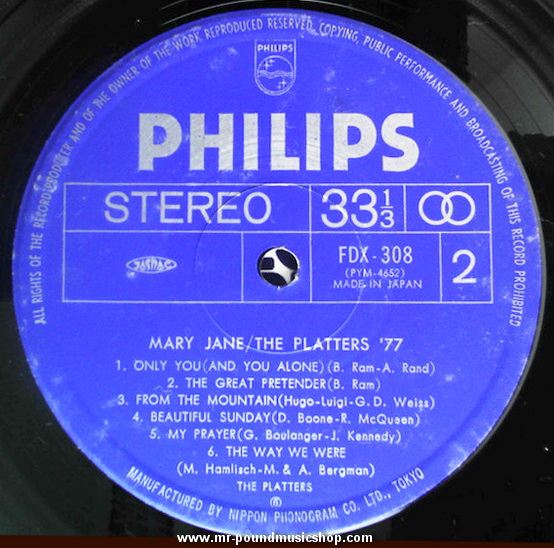 ALL RIGHTS OF THE RECORD PRODUCER AND OF THE OWNER OF THE WORK REPRODUCED RESERVED. COPYING, PUBLIC PERFORMANCE AND BROADCASTING OF THIS RECORD PROHIBITED
PHILIPS
PHILIPS
STEREO 33 1/3
JASRAC
FDX-308
(PYM-4652)
MADE IN JAPAN
2
MARY JANE/THE PLATTERS '77
1. ONLY YOU(AND YOU ALONE)(B. Ram-A. Rand)
2. THE GREAT PRETENDER(B. Ram)
3. FROM THE MOUNTAIN(Hugo-Luigi-G. D. Weiss)
4. BEAUTIFUL SUNDAY(D. Boone-R. McQueen)
5. MY PRAYER(G. Boulanger-J. Kennedy)
6. THE WAY WE WERE
(M. Hamlisch-M. & A. Bergman)
THE PLATTERS
(6)
MANUFACTURED BY NIPPON PHONOGRAM CO. LTD., TOKYO
www.mr-poundmusicshop.com